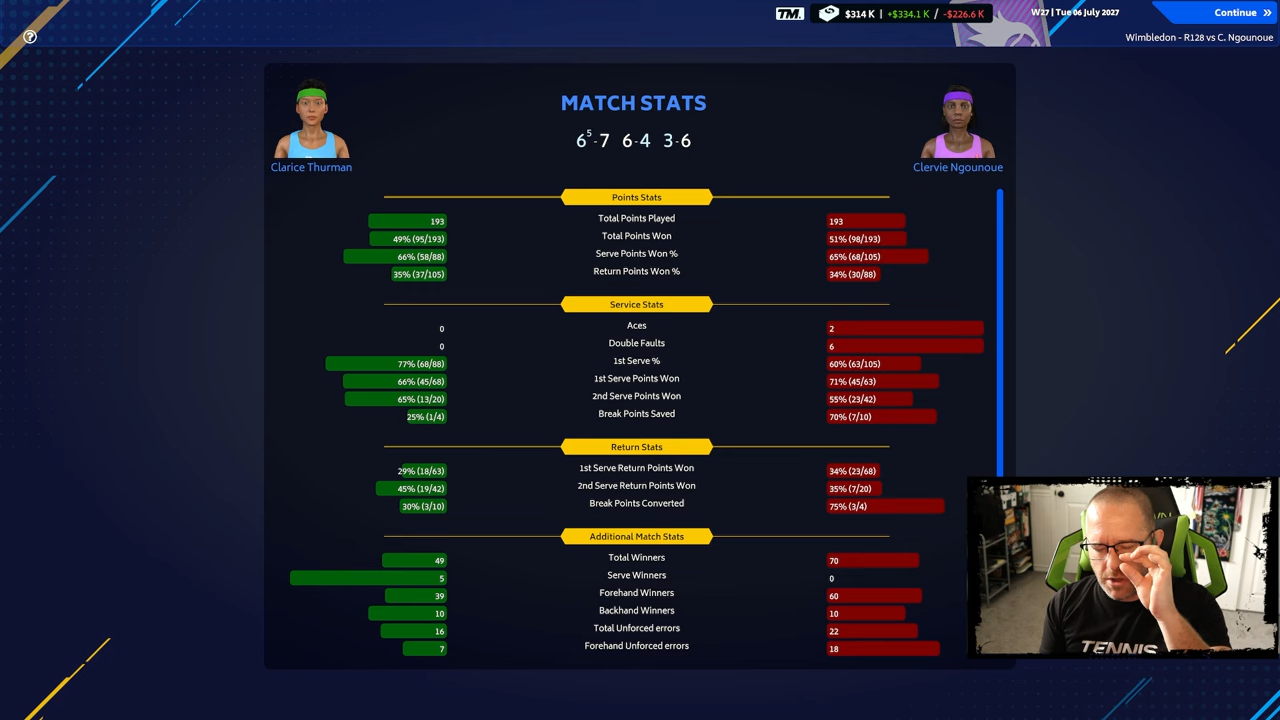 TM. $314 K | +$334.1 K / -$226.6 K W27 | Tue 06 July 2027 Continue »
?
Wimbledon - R128 vs C. Ngounoue
MATCH STATS
6⁵-7 6-4 3-6
Clarice Thurman Clervie Ngounoue
Points Stats
193 Total Points Played 193
49% (95/193) Total Points Won 51% (98/193)
66% (58/88) Serve Points Won % 65% (68/105)
35% (37/105) Return Points Won % 34% (30/88)
Service Stats
0 Aces 2
0 Double Faults 6
77% (68/88) 1st Serve % 60% (63/105)
66% (45/68) 1st Serve Points Won 71% (45/63)
65% (13/20) 2nd Serve Points Won 55% (23/42)
25% (1/4) Break Points Saved 70% (7/10)
Return Stats
29% (18/63) 1st Serve Return Points Won 34% (23/68)
45% (19/42) 2nd Serve Return Points Won 35% (7/20)
30% (3/10) Break Points Converted 75% (3/4)
Additional Match Stats
49 Total Winners 70
5 Serve Winners 0
39 Forehand Winners 60
10 Backhand Winners 10
16 Total Unforced errors 22
7 Forehand Unforced errors 18
TENNIS